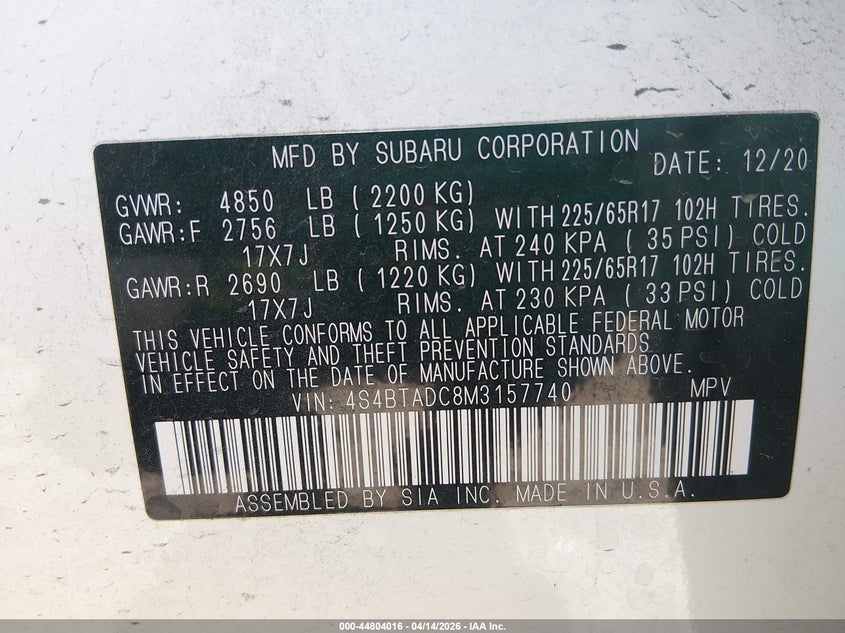 MFD BY SUBARU CORPORATION DATE: 12/20
GVWR: 4850 LB (2200 KG)
GAWR:F 2756 LB (1250 KG) WITH 225/65R17 102H TIRES.
17X7J RIMS. AT 240 KPA (35 PSI) COLD
GAWR:R 2690 LB (1220 KG) WITH 225/65R17 102H TIRES.
17X7J RIMS. AT 230 KPA (33 PSI) COLD
THIS VEHICLE CONFORMS TO ALL APPLICABLE FEDERAL MOTOR
VEHICLE SAFETY AND THEFT PREVENTION STANDARDS
IN EFFECT ON THE DATE OF MANUFACTURE SHOWN ABOVE.
VIN: 4S4BTADC8M3157740 MPV
ASSEMBLED BY SIA INC. MADE IN U.S.A.
000-44804016 - 04/14/2026 - IAA Inc.